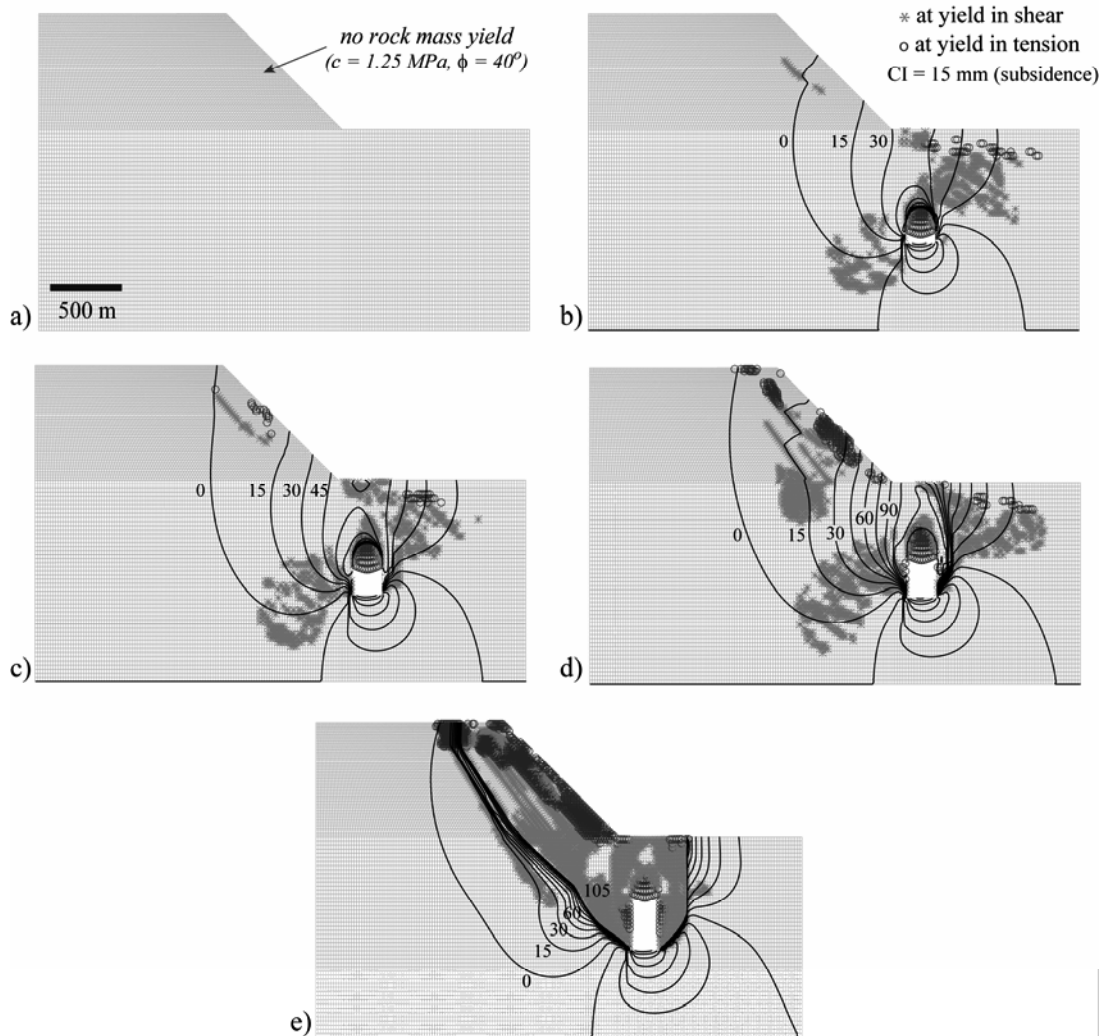 no rock mass yield
(c = 1.25 MPa, ϕ = 40°)
500 m
a)
* at yield in shear
o at yield in tension
CI = 15 mm (subsidence)
0 15 30
b)
0 15 30 45
c)
0 15 30 60 90
d)
105
60
30
15
0
e)